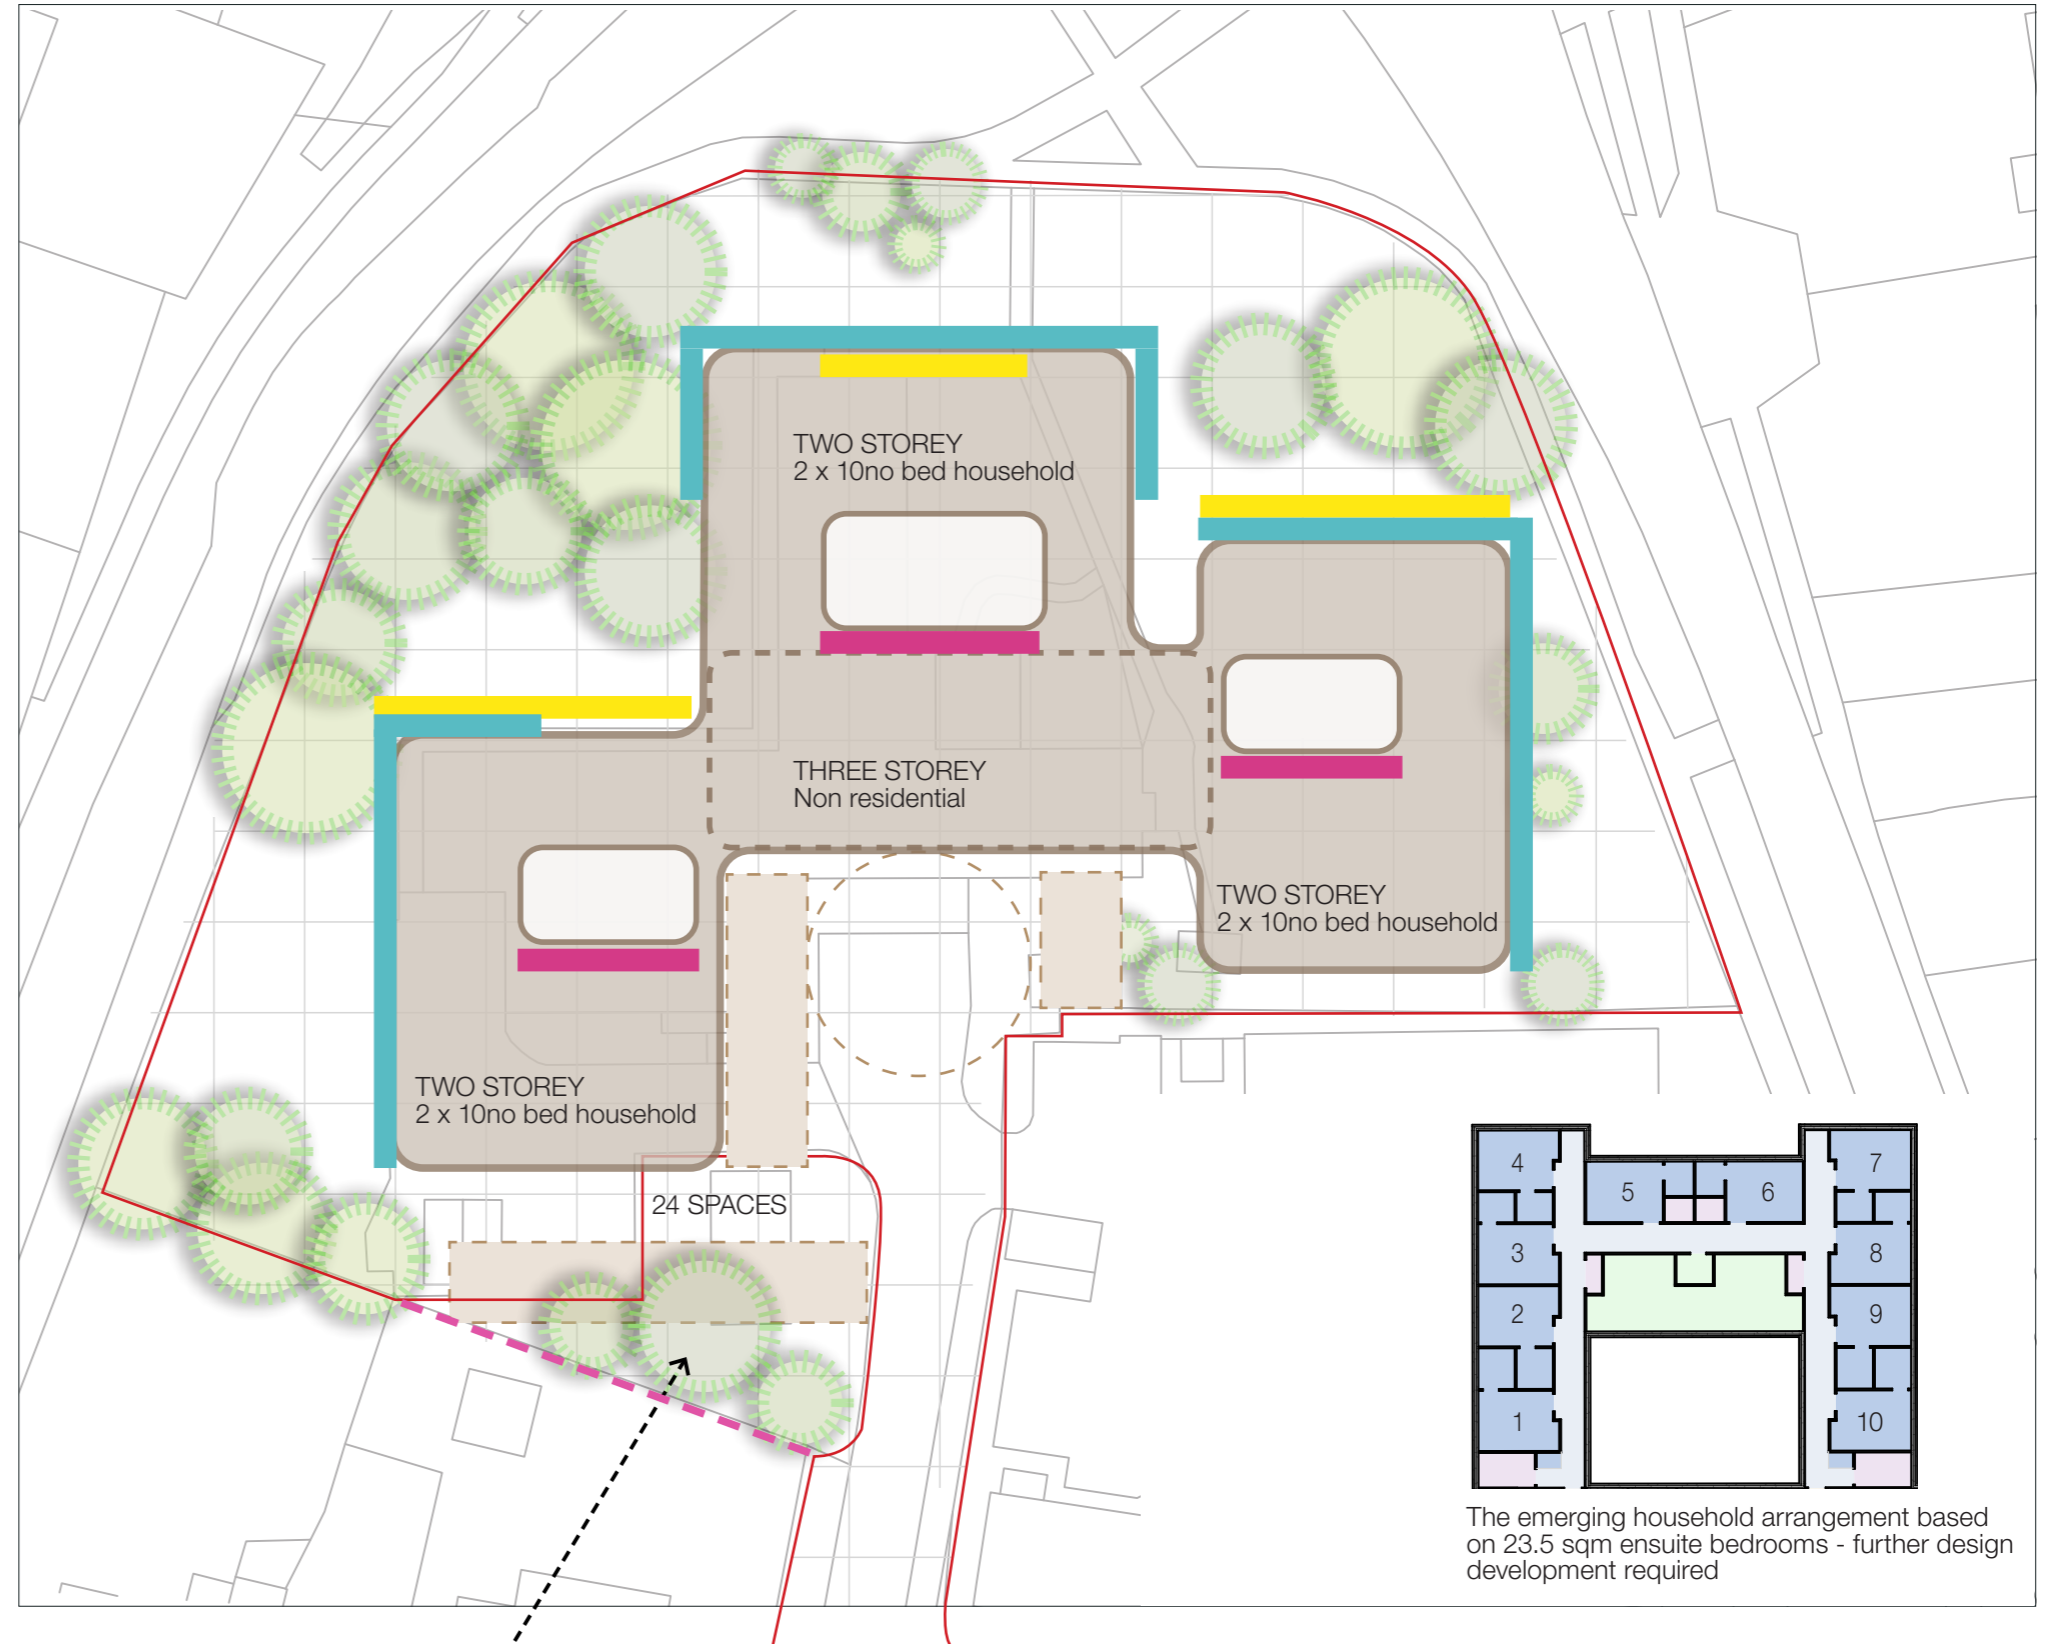 TWO STOREY
2 x 10no bed household
THREE STOREY
Non residential
TWO STOREY
2 x 10no bed household
TWO STOREY
2 x 10no bed household
24 SPACES
4
5
6
7
3
8
2
9
1
10
The emerging household arrangement based
on 23.5 sqm ensuite bedrooms - further design
development required